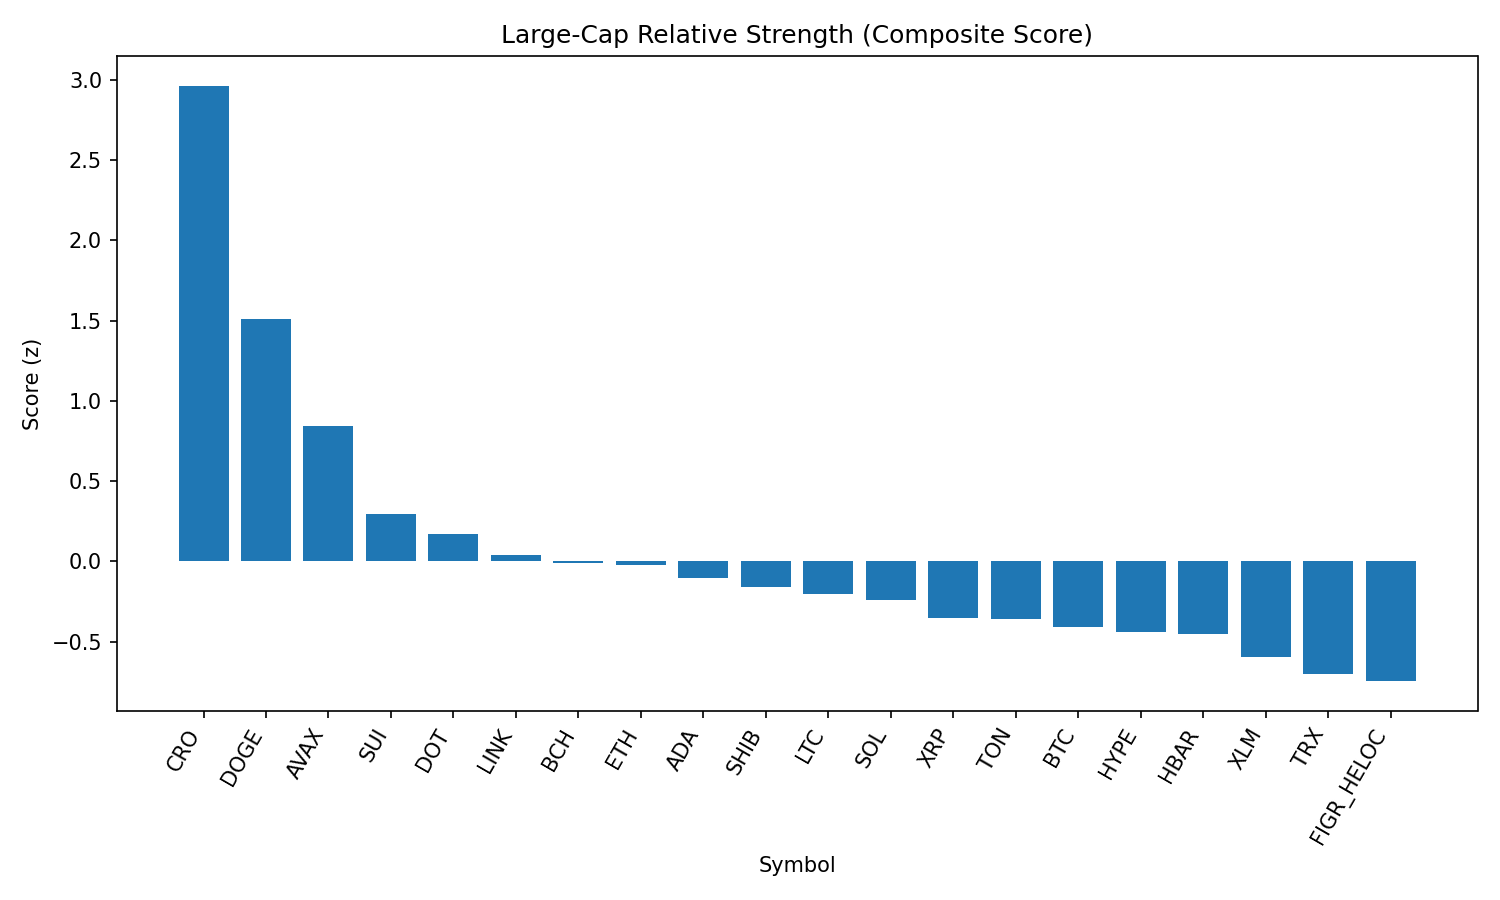 Large-Cap Relative Strength (Composite Score)
Score (z)
3.0
2.5
2.0
1.5
1.0
0.5
0.0
−0.5
CRO
DOGE
AVAX
SUI
DOT
LINK
BCH
ETH
ADA
SHIB
LTC
SOL
XRP
TON
BTC
HYPE
HBAR
XLM
TRX
FIGR_HELOC
Symbol